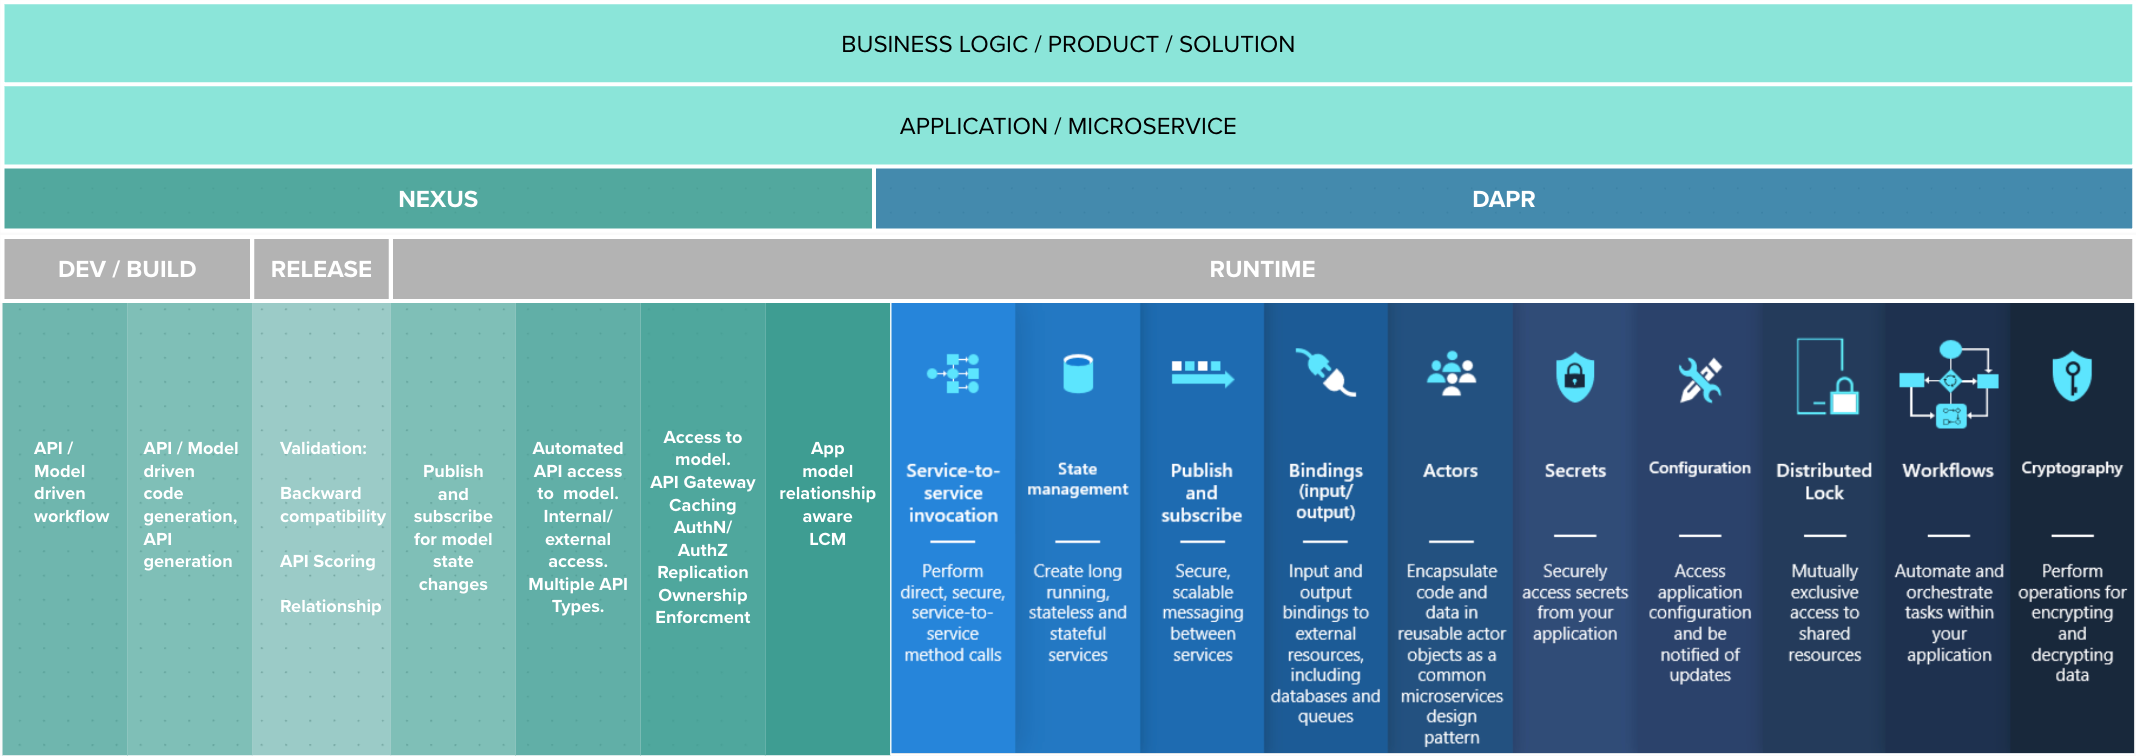 BUSINESS LOGIC / PRODUCT / SOLUTION
APPLICATION / MICROSERVICE
NEXUS
DAPR
DEV / BUILD
RELEASE
RUNTIME
API /
Model
driven
workflow
API / Model
driven
code
generation,
API
generation
Validation:
Backward
compatibility
API Scoring
Relationship
Publish
and
subscribe
for model
state
changes
Automated
API access
to model.
Internal/
external
access.
Multiple API
Types.
Access to
model.
API Gateway
Caching
AuthN/
AuthZ
Replication
Ownership
Enforcment
App
model
relationship
aware
LCM
Service-to-
service
invocation
Perform
direct, secure,
service-to-
service
method calls
State
management
Create long
running,
stateless and
stateful
services
Publish
and
subscribe
Secure,
scalable
messaging
between
services
Bindings
(input/
output)
Input and
output
bindings to
external
resources,
including
databases and
queues
Actors
Encapsulate
code and
data in
reusable actor
objects as a
common
microservices
design
pattern
Secrets
Securely
access secrets
from your
application
Configuration
Access
application
configuration
and be
notified of
updates
Distributed
Lock
Mutually
exclusive
access to
shared
resources
Workflows
Automate and
orchestrate
tasks within
your
application
Cryptography
Perform
operations for
encrypting
and
decrypting
data